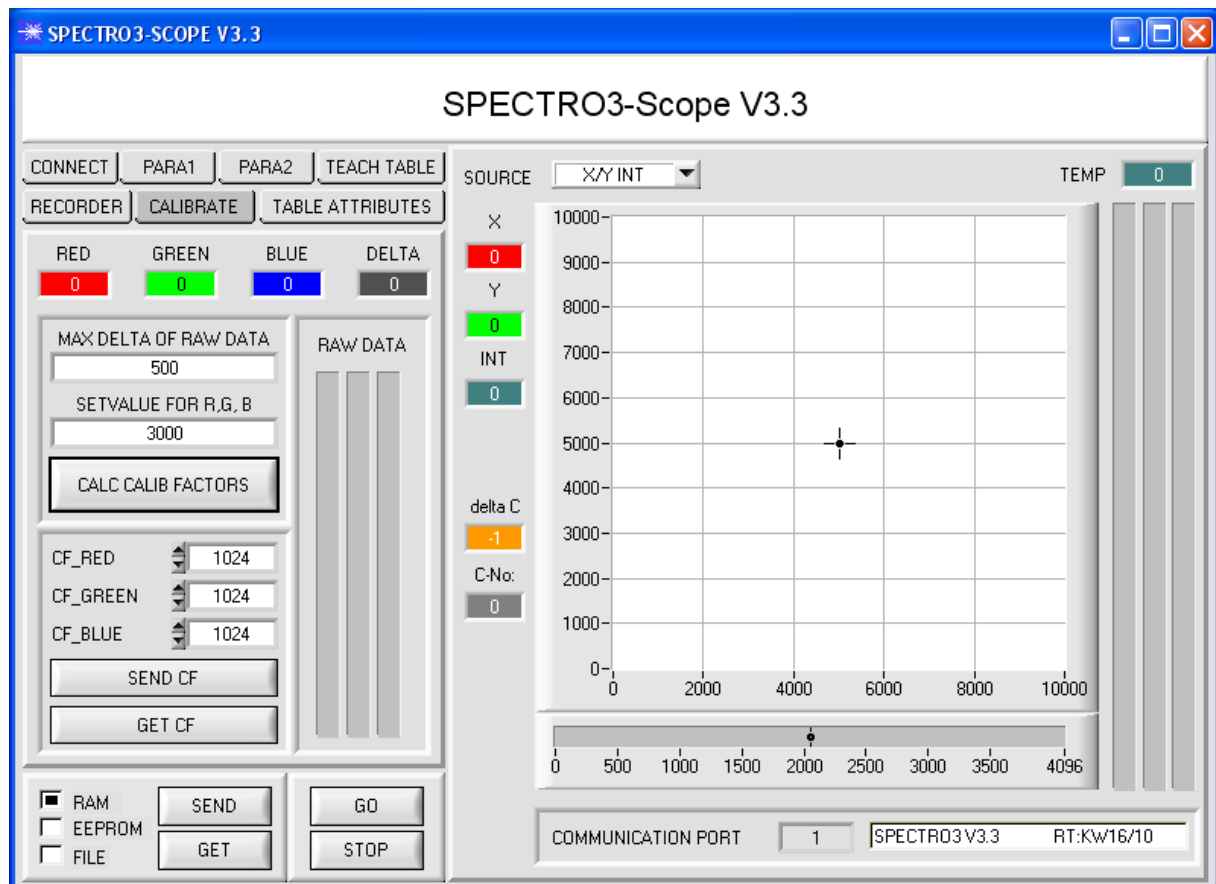 SPECTRO3-SCOPE V3.3
SPECTRO3-Scope V3.3
CONNECT PARA1 PARA2 TEACH TABLE
RECORDER CALIBRATE TABLE ATTRIBUTES
RED GREEN BLUE DELTA
0 0 0 0
MAX DELTA OF RAW DATA
500
SETVALUE FOR R,G, B
3000
CALC CALIB FACTORS
RAW DATA
CF_RED 1024
CF_GREEN 1024
CF_BLUE 1024
SEND CF
GET CF
RAM
EEPROM
FILE
SEND
GET
GO
STOP
SOURCE X/Y INT
TEMP 0
X
0
Y
0
INT
0
delta C
-1
C-No:
0
10000
9000
8000
7000
6000
5000
4000
3000
2000
1000
0
0 2000 4000 6000 8000 10000
0 500 1000 1500 2000 2500 3000 3500 4096
COMMUNICATION PORT 1 SPECTRO3 V3.3 RT:KW16/10